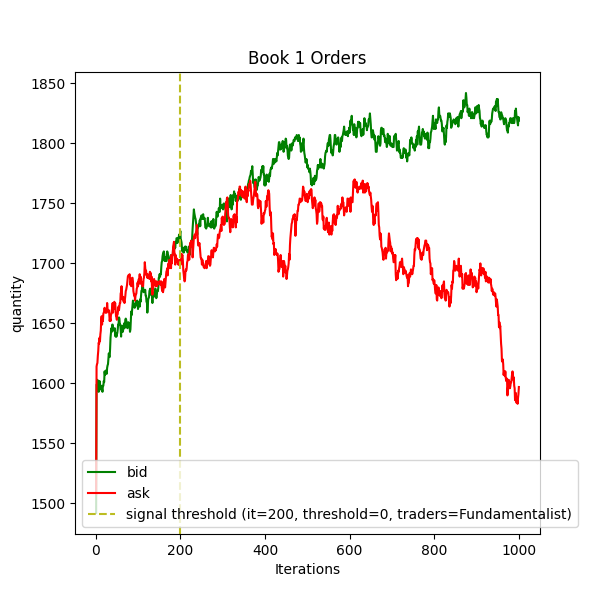 Book 1 Orders
quantity
1850
1800
1750
1700
1650
1600
1550
1500
bid
ask
signal threshold (it=200, threshold=0, traders=Fundamentalist)
0 200 400 600 800 1000
Iterations